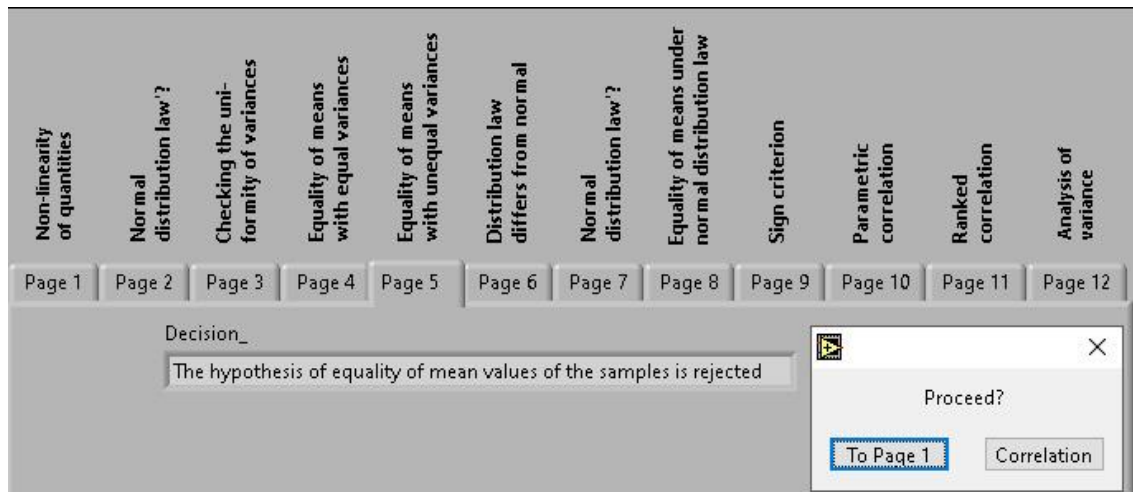 Non-linearity
of quantities
Normal
distribution law'?
Checking the uni-
formity of variances
Equality of means
with equal variances
Equality of means
with unequal variances
Distribution law
differs from normal
Normal
distribution law'?
Equality of means under
normal distribution law
Sign criterion
Parametric
correlation
Ranked
correlation
Analysis of
variance
Page 1
Page 2
Page 3
Page 4
Page 5
Page 6
Page 7
Page 8
Page 9
Page 10
Page 11
Page 12
Decision_
The hypothesis of equality of mean values of the samples is rejected
Proceed?
To Page 1
Correlation